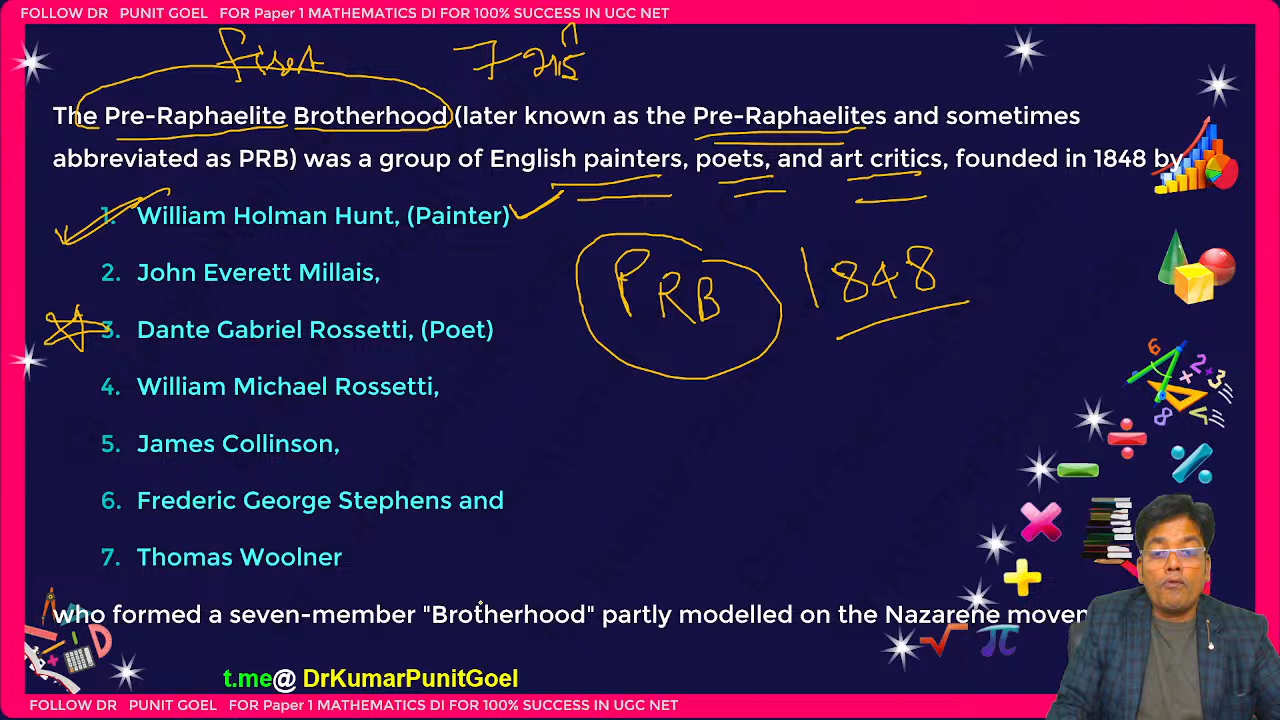 FOLLOW DR PUNIT GOEL FOR Paper 1 MATHEMATICS DI FOR 100% SUCCESS IN UGC NET
First
The Pre-Raphaelite Brotherhood (later known as the Pre-Raphaelites and sometimes
abbreviated as PRB) was a group of English painters, poets, and art critics, founded in 1848 by
1. William Holman Hunt, (Painter)
2. John Everett Millais,
PRB 1848
3. Dante Gabriel Rossetti, (Poet)
4. William Michael Rossetti,
5. James Collinson,
6. Frederic George Stephens and
7. Thomas Woolner
who formed a seven-member "Brotherhood" partly modelled on the Nazarene
t.me@ DrKumarPunitGoel
FOLLOW DR PUNIT GOEL FOR Paper 1 MATHEMATICS DI FOR 100% SUCCESS IN UGC NET